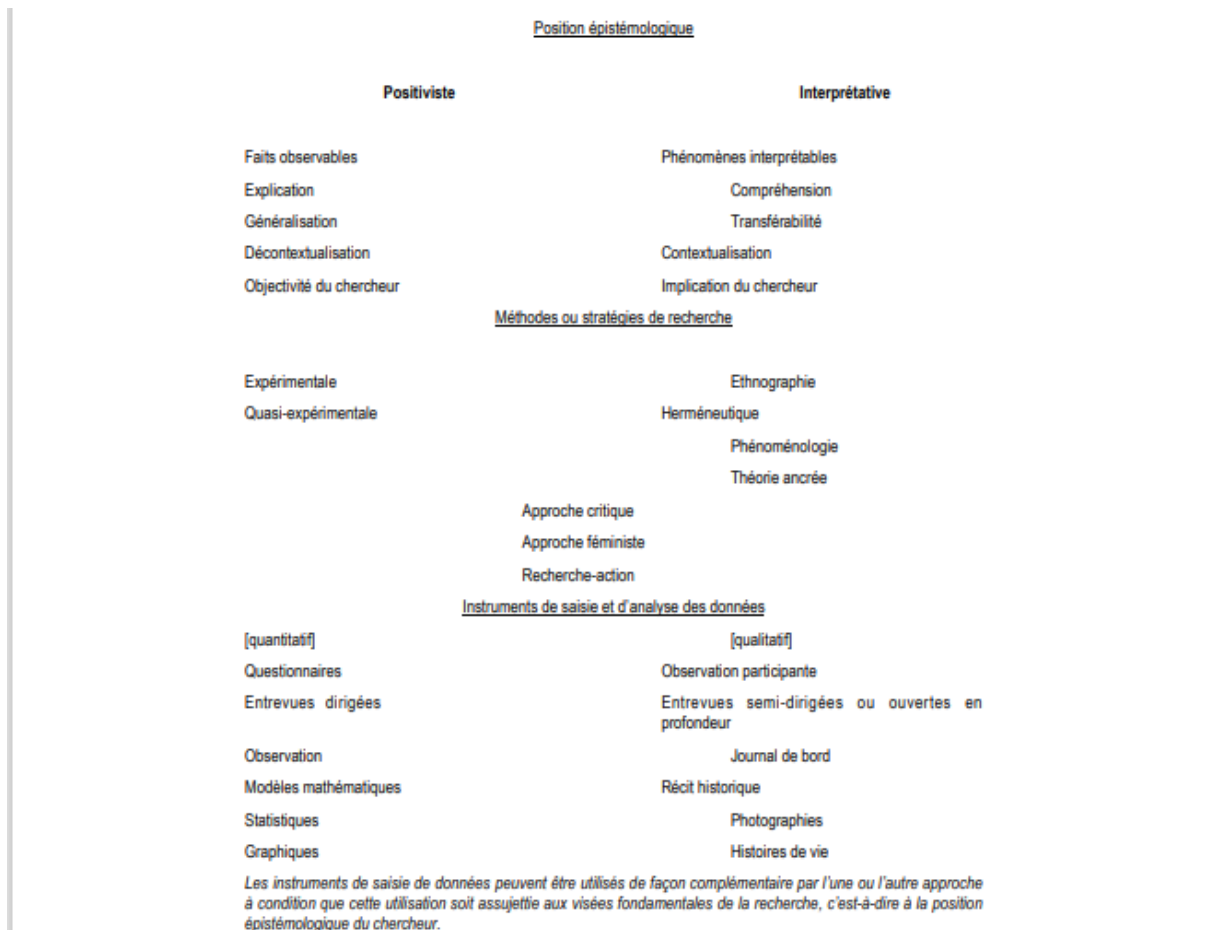 Position épistémologique
Positiviste Interprétative
Faits observables Phénomènes interprétables
Explication Compréhension
Généralisation Transférabilité
Décontextualisation Contextualisation
Objectivité du chercheur Implication du chercheur
Méthodes ou stratégies de recherche
Expérimentale Ethnographie
Quasi-expérimentale Herméneutique
Phénoménologie
Théorie ancrée
Approche critique
Approche féministe
Recherche-action
Instruments de saisie et d'analyse des données
[quantitatif] [qualitatif]
Questionnaires Observation participante
Entrevues dirigées Entrevues semi-dirigées ou ouvertes en
profondeur
Observation Journal de bord
Modèles mathématiques Récit historique
Statistiques Photographies
Graphiques Histoires de vie
Les instruments de saisie de données peuvent être utilisés de façon complémentaire par l'une ou l'autre approche
à condition que cette utilisation soit assujettie aux visées fondamentales de la recherche, c'est-à-dire à la position
épistémologique du chercheur.